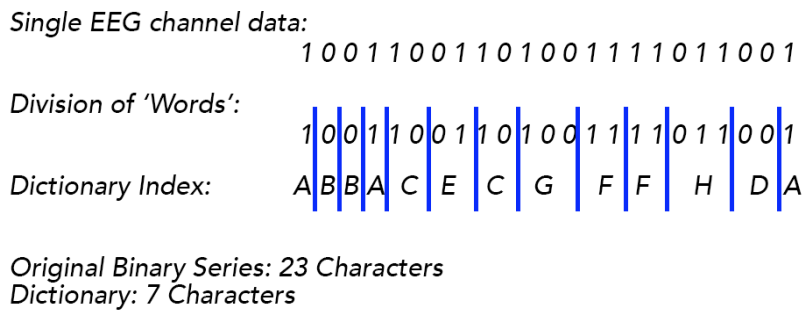 Single EEG channel data:
1 0 0 1 1 0 0 1 1 0 1 0 0 1 1 1 1 0 1 1 0 0 1
Division of ‘Words’:
1 0 0 1 1 0 0 1 1 0 1 0 0 1 1 1 1 0 1 1 0 0 1
Dictionary Index: A B B A C E C G F F H D A
Original Binary Series: 23 Characters
Dictionary: 7 Characters